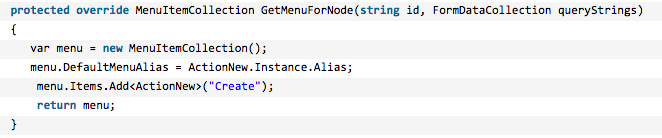 protected override MenuItemCollection GetMenuForNode(string id, FormDataCollection queryStrings)
{
   var menu = new MenuItemCollection();
   menu.DefaultMenuAlias = ActionNew.Instance.Alias;
    menu.Items.Add<ActionNew>("Create");
    return menu;
}